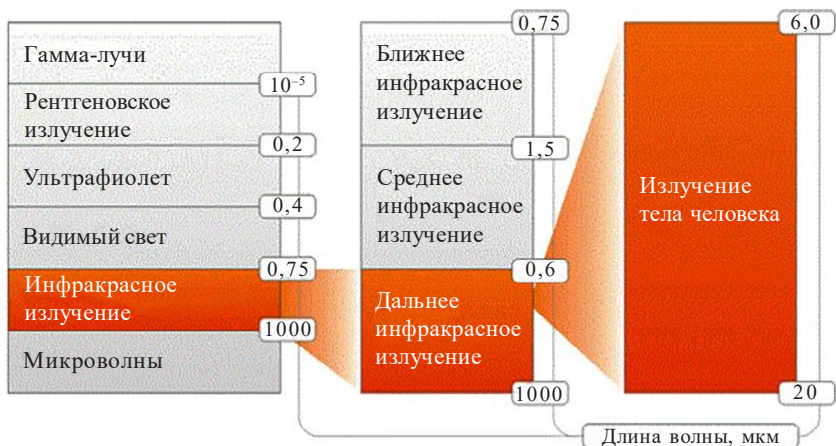 Гамма-лучи
10⁻⁵
Рентгеновское
излучение
0,2
Ультрафиолет
0,4
Видимый свет
0,75
Инфракрасное
излучение
1000
Микроволны
0,75
Ближнее
инфракрасное
излучение
1,5
Среднее
инфракрасное
излучение
0,6
Дальнее
инфракрасное
излучение
1000
6,0
Излучение
тела человека
20
Длина волны, мкм